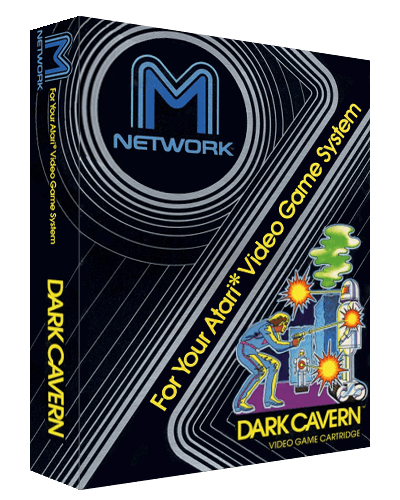 M
NETWORK
For Your Atari* Video Game System
DARK CAVERN
M
NETWORK
For Your Atari* Video Game System
DARK CAVERN™
VIDEO GAME CARTRIDGE